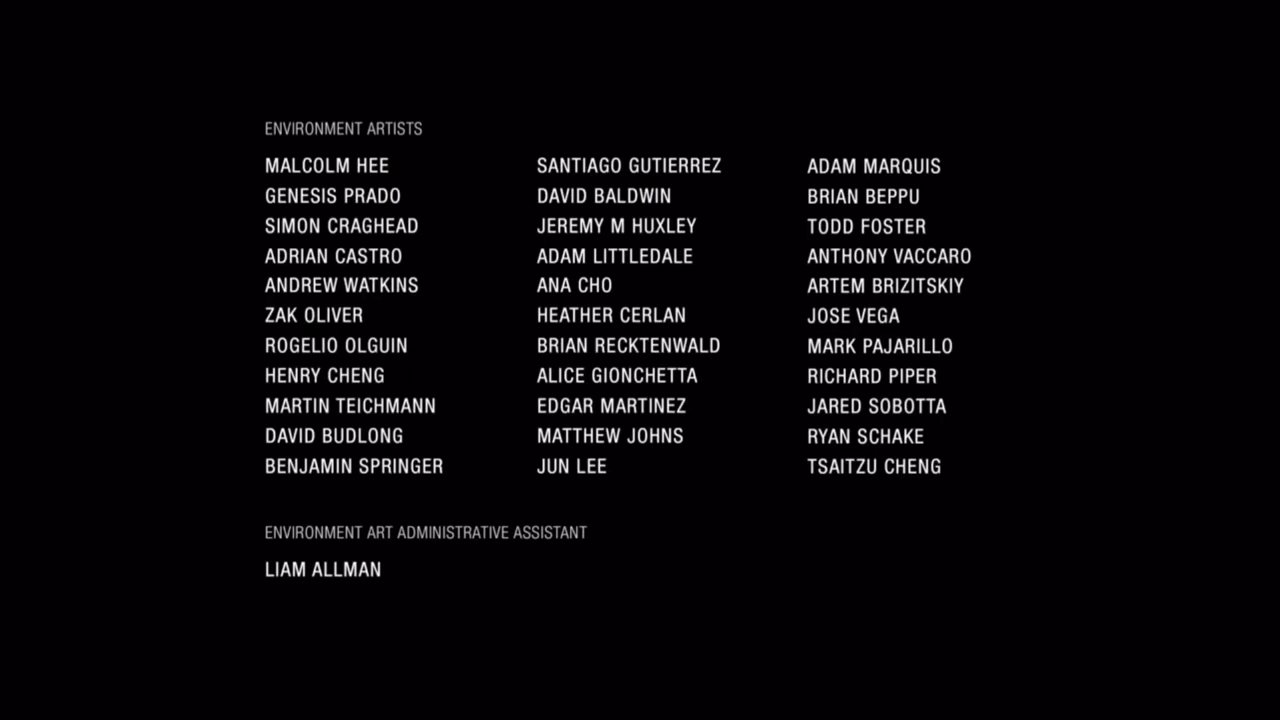 ENVIRONMENT ARTISTS
MALCOLM HEE
GENESIS PRADO
SIMON CRAGHEAD
ADRIAN CASTRO
ANDREW WATKINS
ZAK OLIVER
ROGELIO OLGUIN
HENRY CHENG
MARTIN TEICHMANN
DAVID BUDLONG
BENJAMIN SPRINGER
SANTIAGO GUTIERREZ
DAVID BALDWIN
JEREMY M HUXLEY
ADAM LITTLEDALE
ANA CHO
HEATHER CERLAN
BRIAN RECKTENWALD
ALICE GIONCHETTA
EDGAR MARTINEZ
MATTHEW JOHNS
JUN LEE
ADAM MARQUIS
BRIAN BEPPU
TODD FOSTER
ANTHONY VACCARO
ARTEM BRIZITSKIY
JOSE VEGA
MARK PAJARILLO
RICHARD PIPER
JARED SOBOTTA
RYAN SCHAKE
TSAITZU CHENG
ENVIRONMENT ART ADMINISTRATIVE ASSISTANT
LIAM ALLMAN